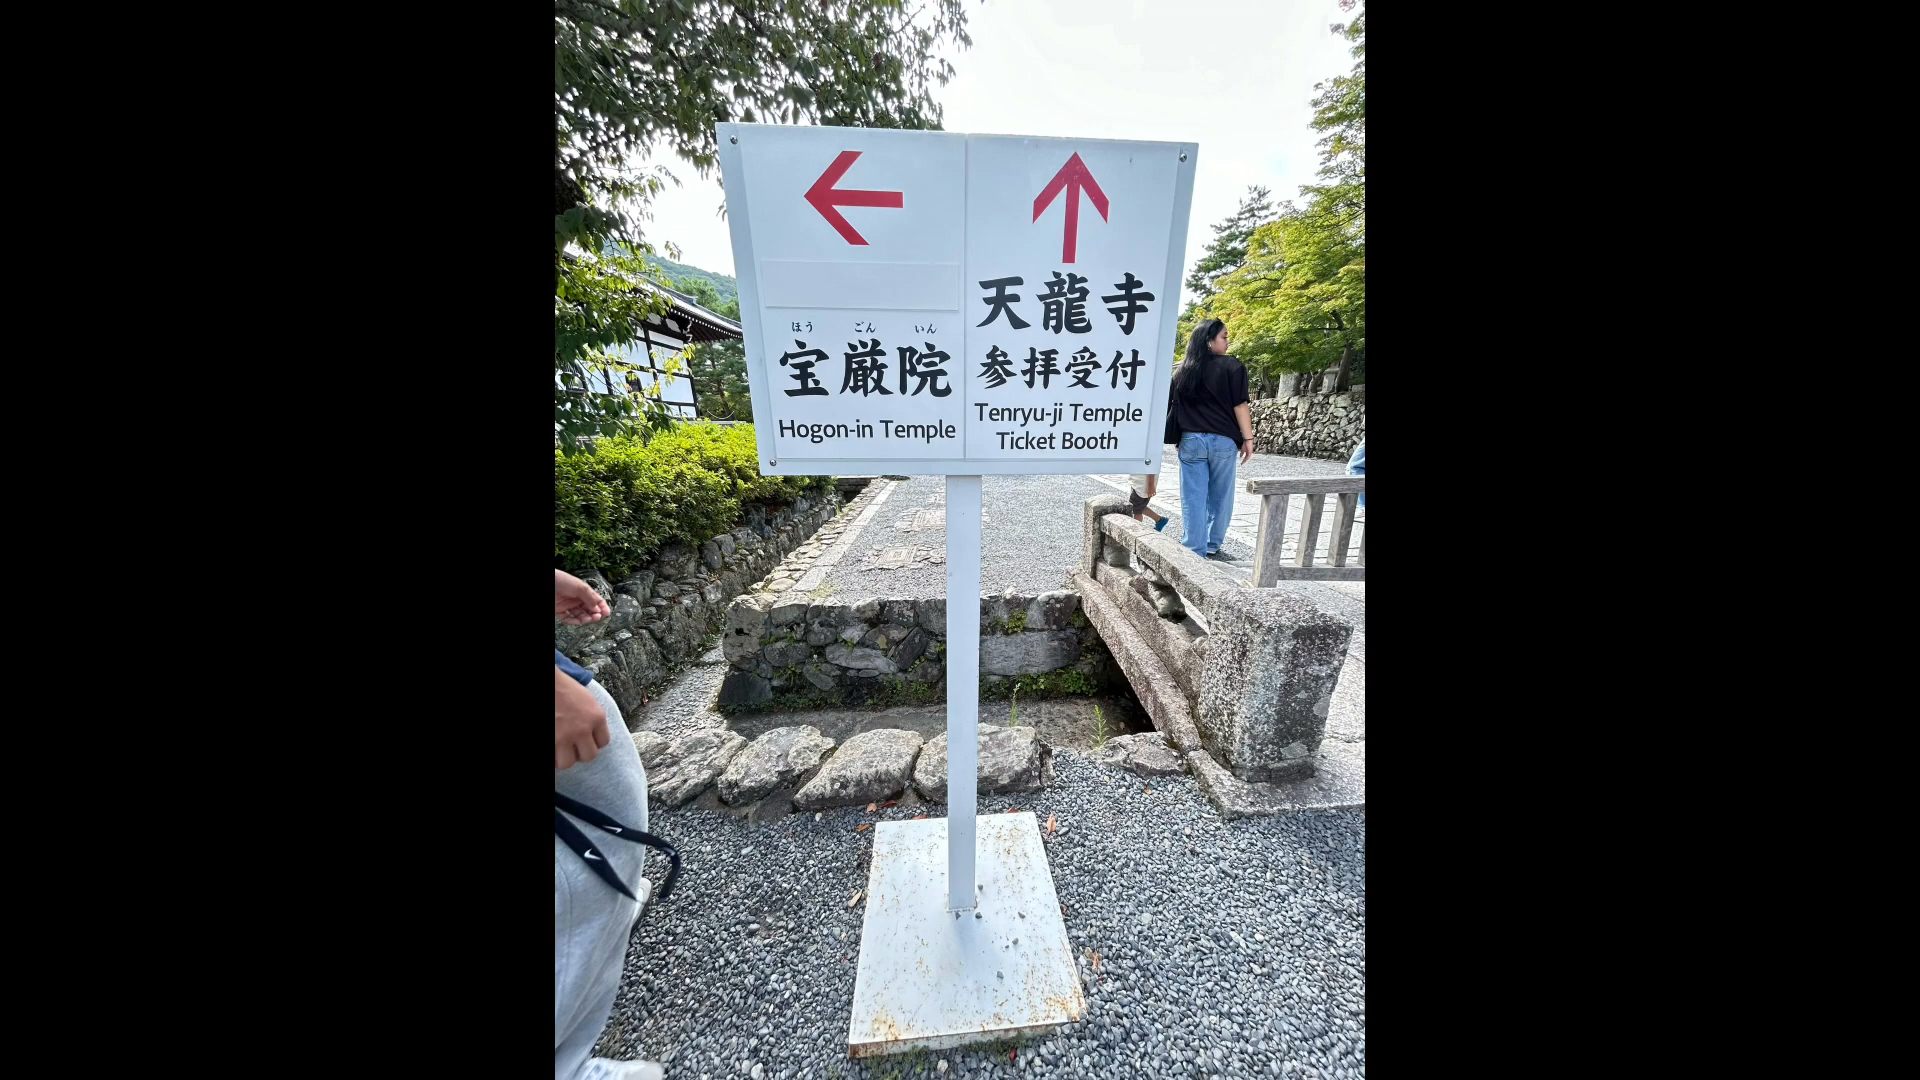 ほう ごん いん
宝厳院
Hogon-in Temple
天龍寺
参拝受付
Tenryu-ji Temple
Ticket Booth